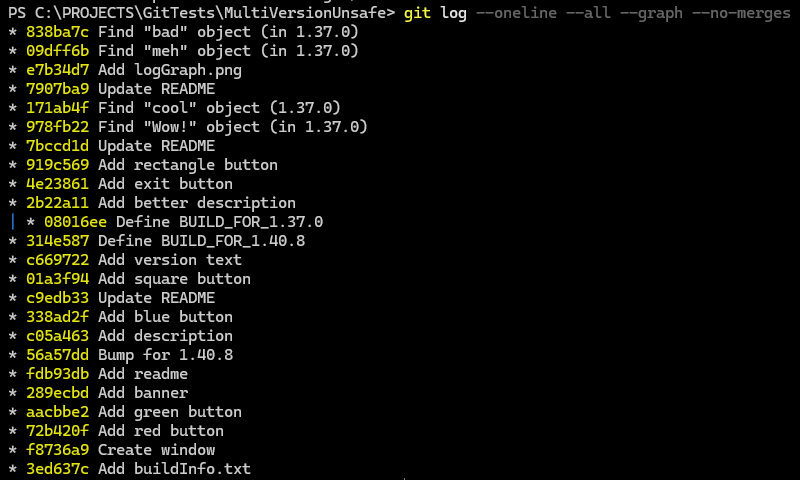 PS C:\PROJECTS\GitTests\MultiVersionUnsafe> git log --oneline --all --graph --no-merges
* 838ba7c Find "bad" object (in 1.37.0)
* 09dff6b Find "meh" object (in 1.37.0)
* e7b34d7 Add logGraph.png
* 7907ba9 Update README
* 171ab4f Find "cool" object (1.37.0)
* 978fb22 Find "Wow!" object (in 1.37.0)
* 7bccd1d Update README
* 919c569 Add rectangle button
* 4e23861 Add exit button
* 2b22a11 Add better description
| * 08016ee Define BUILD_FOR_1.37.0
* 314e587 Define BUILD_FOR_1.40.8
* c669722 Add version text
* 01a3f94 Add square button
* c9edb33 Update README
* 338ad2f Add blue button
* c05a463 Add description
* 56a57dd Bump for 1.40.8
* fdb93db Add readme
* 289ecbd Add banner
* aacbbe2 Add green button
* 72b420f Add red button
* f8736a9 Create window
* 3ed637c Add buildInfo.txt